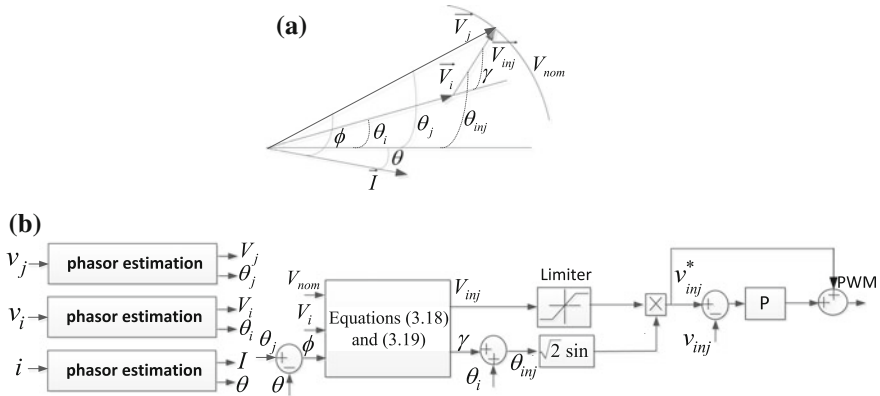 (a)
V_j
V_inj
V_nom
V_i
γ
ϕ
θ_i
θ_j
θ_inj
θ
I
(b)
v_j phasor estimation V_j
θ_j
v_i phasor estimation V_i
θ_i
i phasor estimation I
θ
θ_j + − ϕ
θ
V_nom
V_i
Equations (3.18)
and (3.19)
V_inj
γ
+ +
θ_i
θ_inj
Limiter
√2 sin
×
v*_inj
+ −
v_inj
P
+ +
PWM